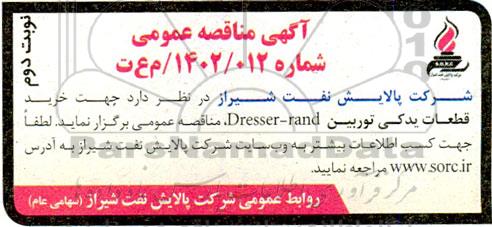 نوبت دوم
آگهی مناقصه عمومی
شماره ۱۴۰۲/۰۱۲/م‌ع‌ت
S.O.R.C
شرکت پالایش نفت شیراز در نظر دارد جهت خرید
قطعات یدکی توربین Dresser-rand، مناقصه عمومی برگزار نماید. لطفاً
جهت کسب اطلاعات بیشتر به وب‌سایت شرکت پالایش نفت شیراز به آدرس
www.sorc.ir مراجعه نمایید.
روابط عمومی شرکت پالایش نفت شیراز (سهامی عام)